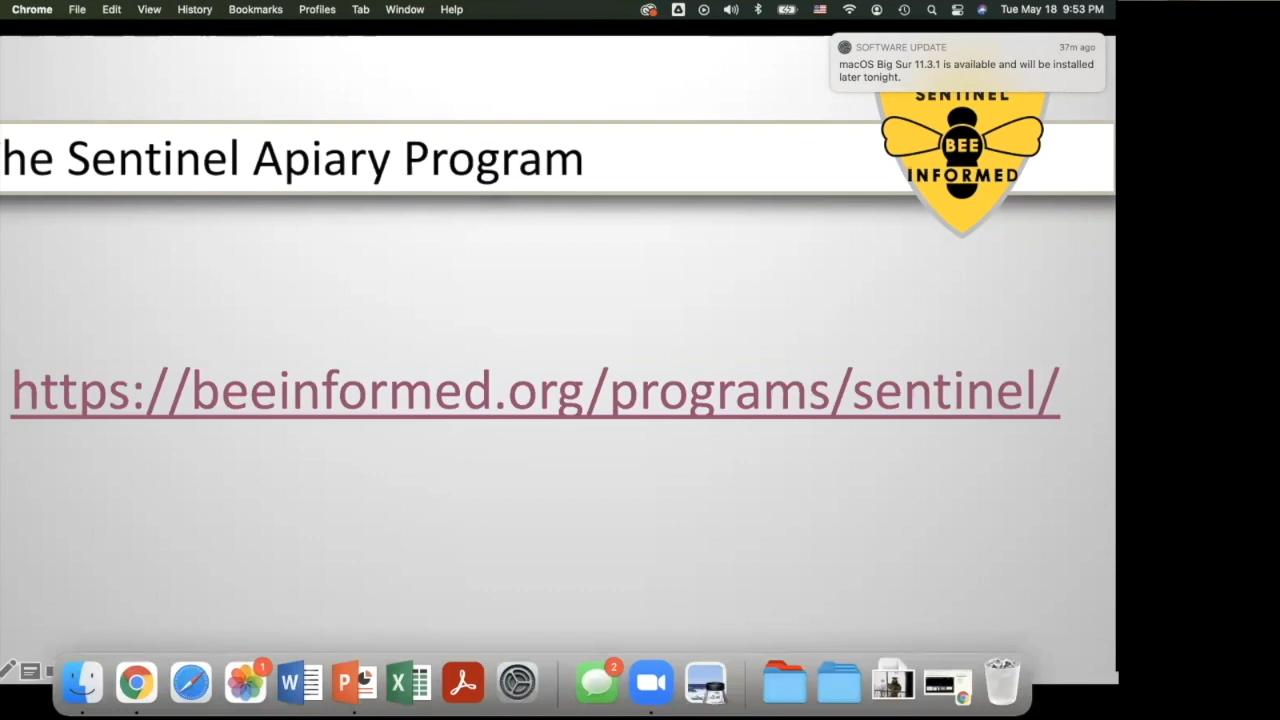 Chrome File Edit View History Bookmarks Profiles Tab Window Help Tue May 18 9:53 PM
SOFTWARE UPDATE 37m ago
macOS Big Sur 11.3.1 is available and will be installed
later tonight.
SENTINEL
he Sentinel Apiary Program
BEE
INFORMED
https://beeinformed.org/programs/sentinel/
1
2
W
P
X